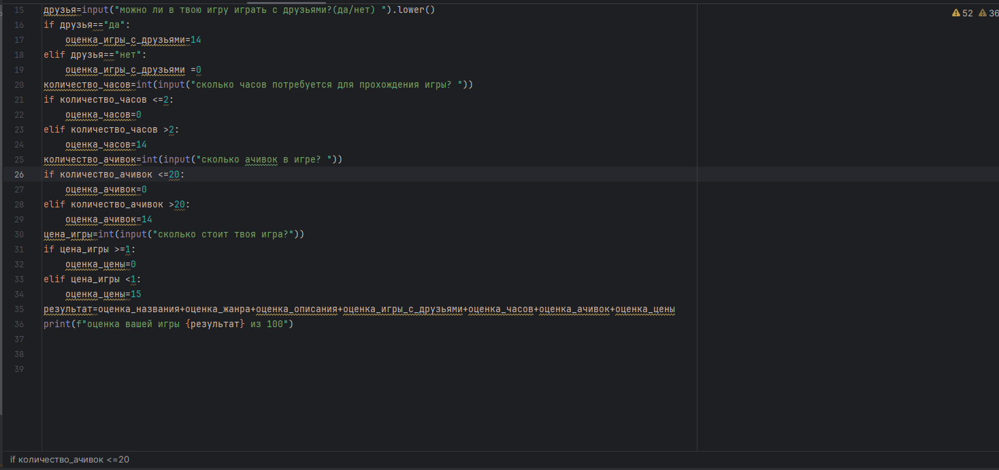 15 друзья=input("можно ли в твою игру играть с друзьями?(да/нет) ").lower()
52 36
16 if друзья=="да":
17     оценка_игры_с_друзьями=14
18 elif друзья=="нет":
19     оценка_игры_с_друзьями =0
20 количество_часов=int(input("сколько часов потребуется для прохождения игры? "))
21 if количество_часов <=2:
22     оценка_часов=0
23 elif количество_часов >2:
24     оценка_часов=14
25 количество_ачивок=int(input("сколько ачивок в игре? "))
26 if количество_ачивок <=20:
27     оценка_ачивок=0
28 elif количество_ачивок >20:
29     оценка_ачивок=14
30 цена_игры=int(input("сколько стоит твоя игра?"))
31 if цена_игры >=1:
32     оценка_цены=0
33 elif цена_игры <1:
34     оценка_цены=15
35 результат=оценка_названия+оценка_жанра+оценка_описания+оценка_игры_с_друзьями+оценка_часов+оценка_ачивок+оценка_цены
36 print(f"оценка вашей игры {результат} из 100")
37
38
39
if количество_ачивок <=20